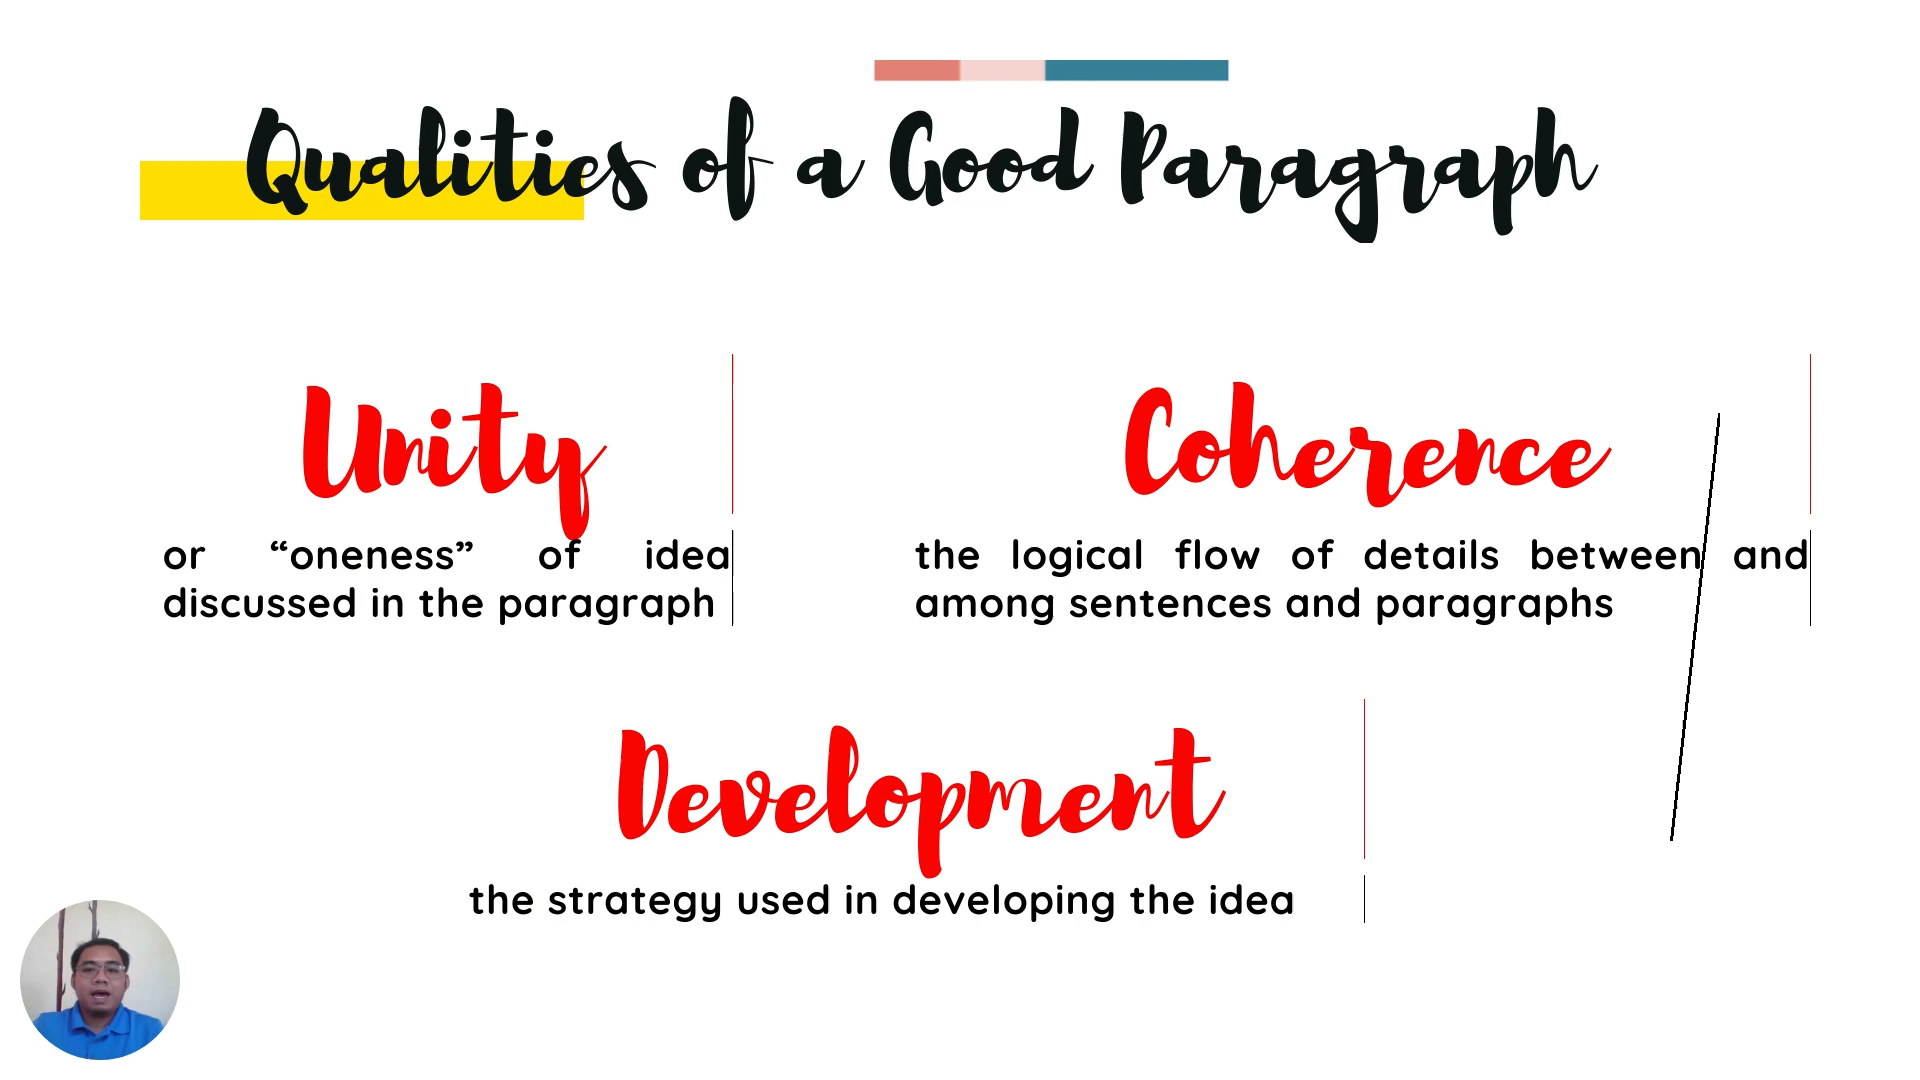 Qualities of a Good Paragraph
Unity
or “oneness” of idea
discussed in the paragraph
Coherence
the logical flow of details between and
among sentences and paragraphs
Development
the strategy used in developing the idea